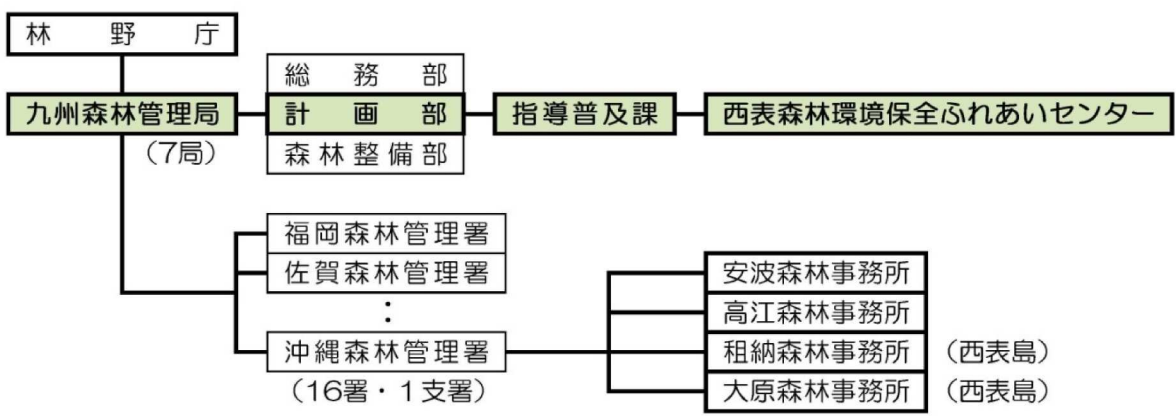 林野庁
総務部
九州森林管理局 計画部 指導普及課 西表森林環境保全ふれあいセンター
(7局) 森林整備部
福岡森林管理署
佐賀森林管理署 安波森林事務所
: 高江森林事務所
沖縄森林管理署 租納森林事務所 (西表島)
(16署・1支署) 大原森林事務所 (西表島)